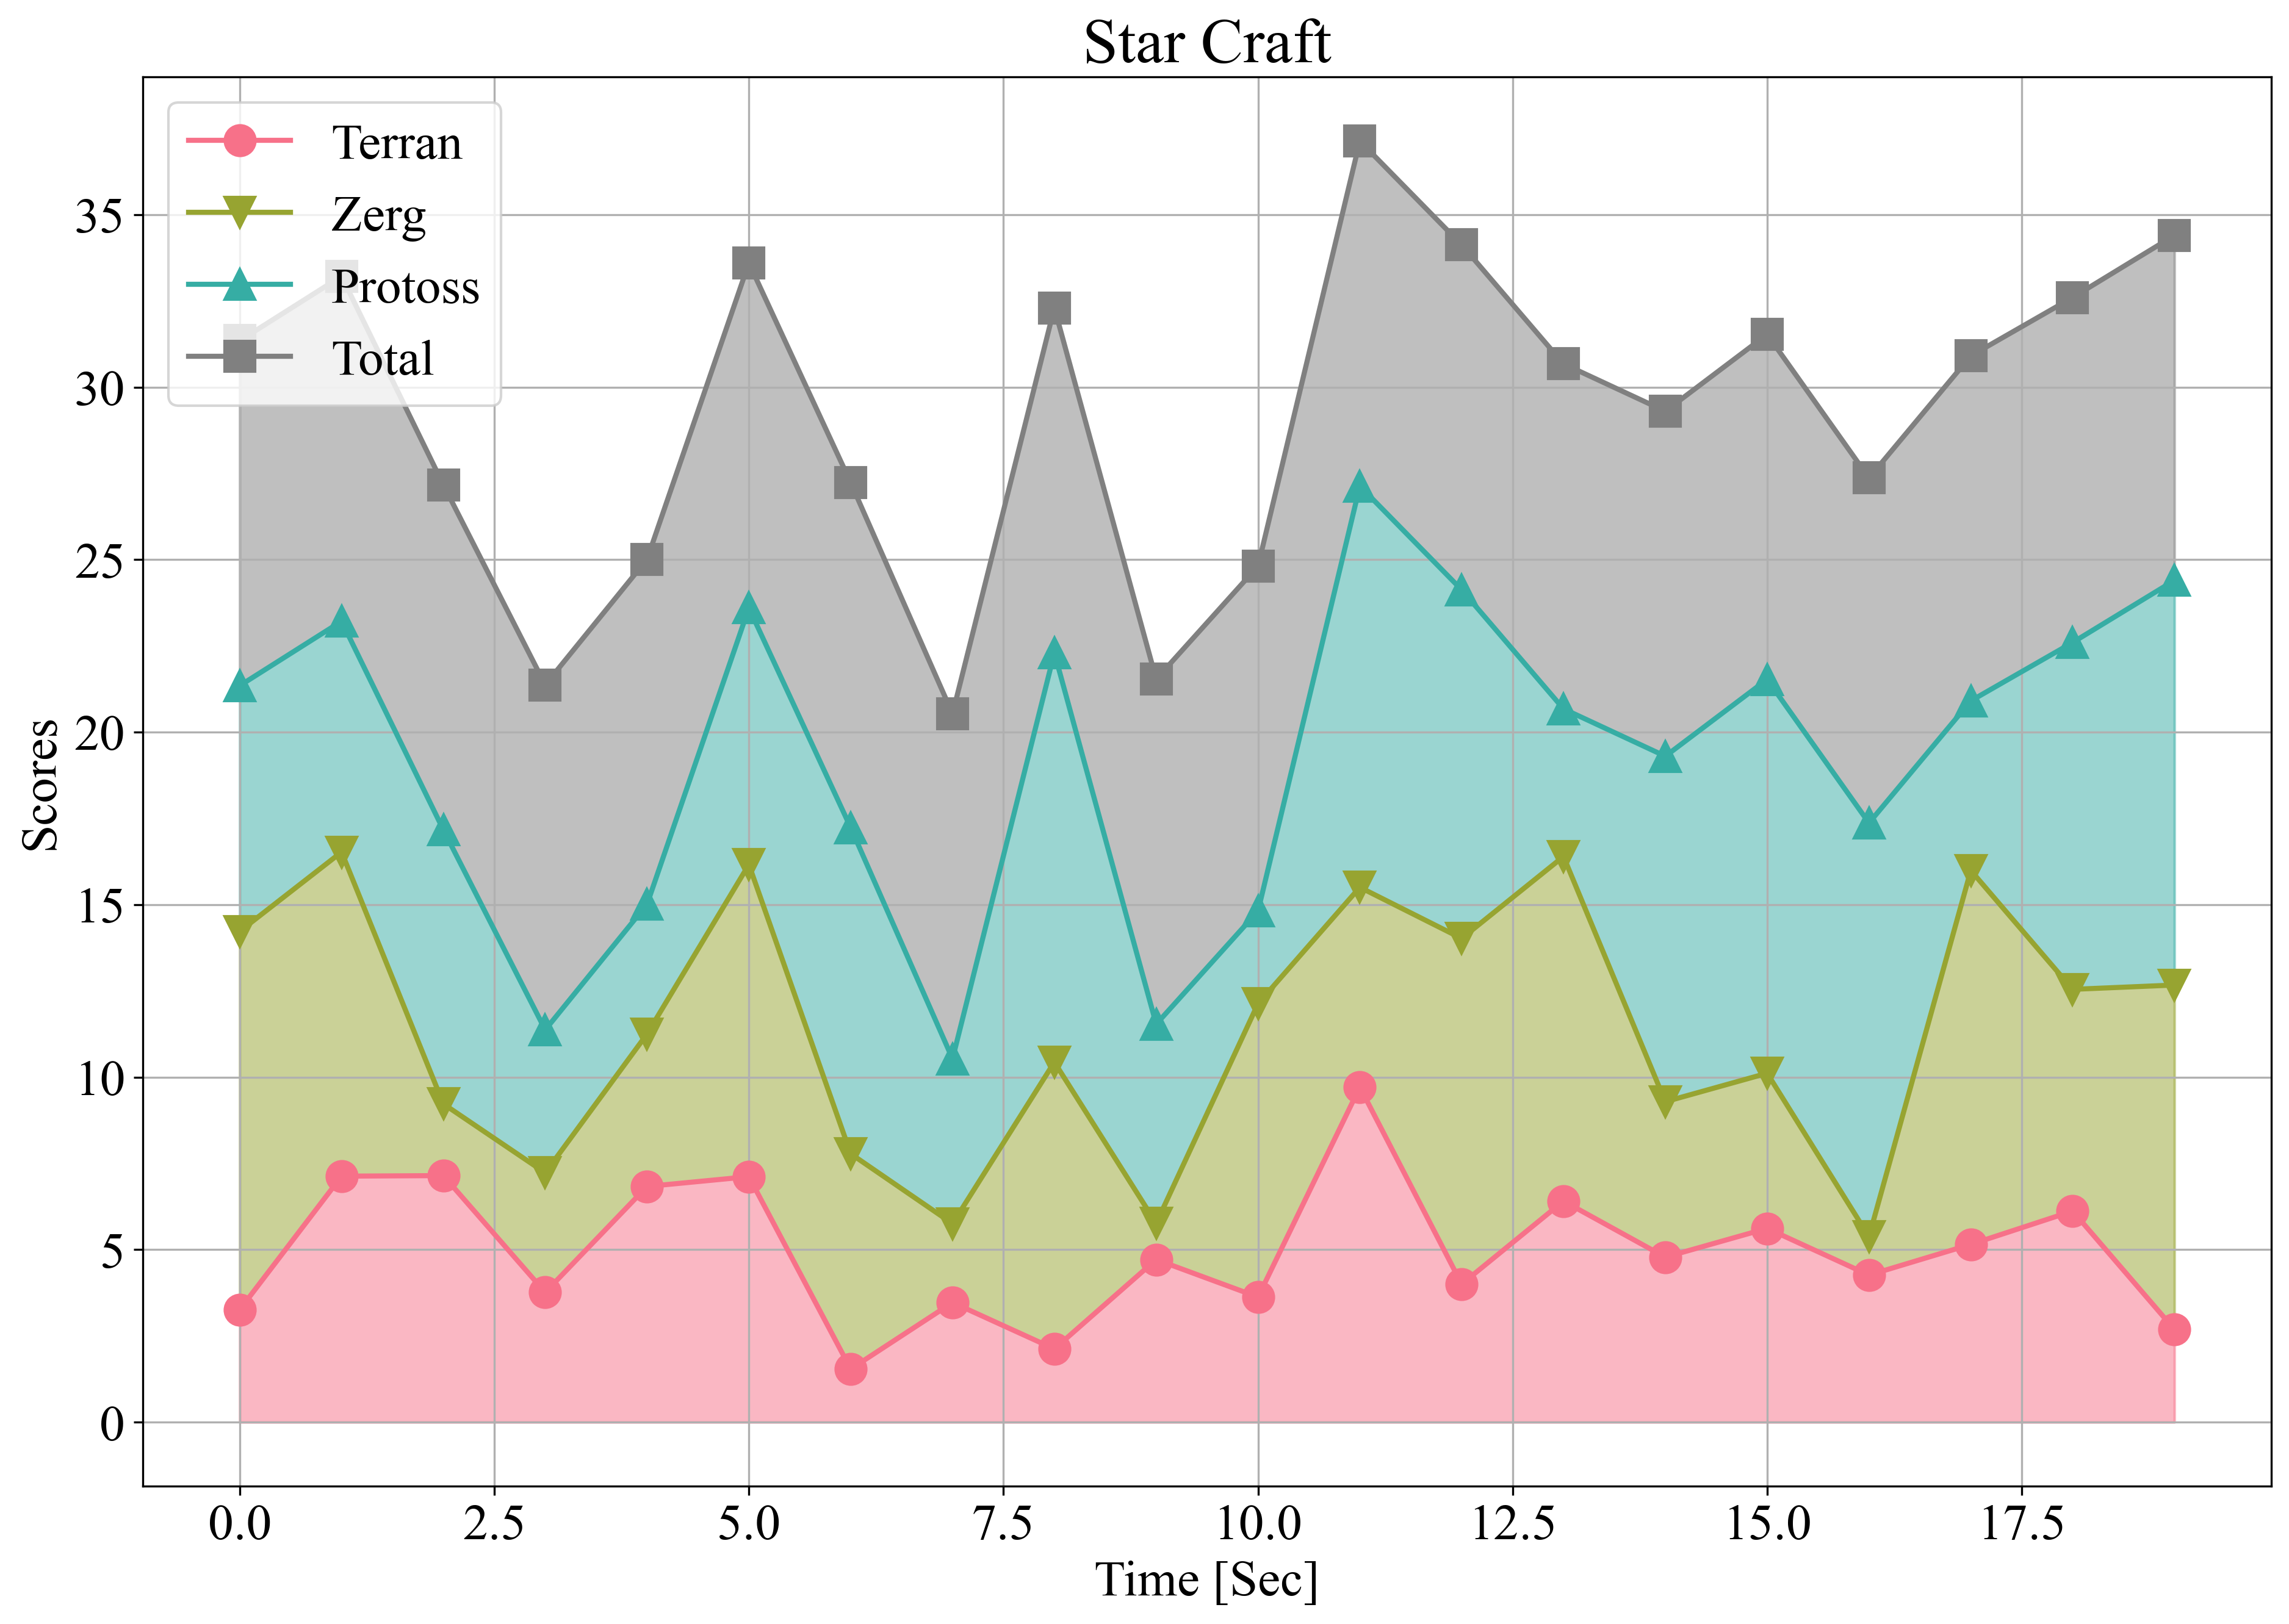 Star Craft
Terran
Zerg
Protoss
Total
Scores
35
30
25
20
15
10
5
0
0.0 2.5 5.0 7.5 10.0 12.5 15.0 17.5
Time [Sec]